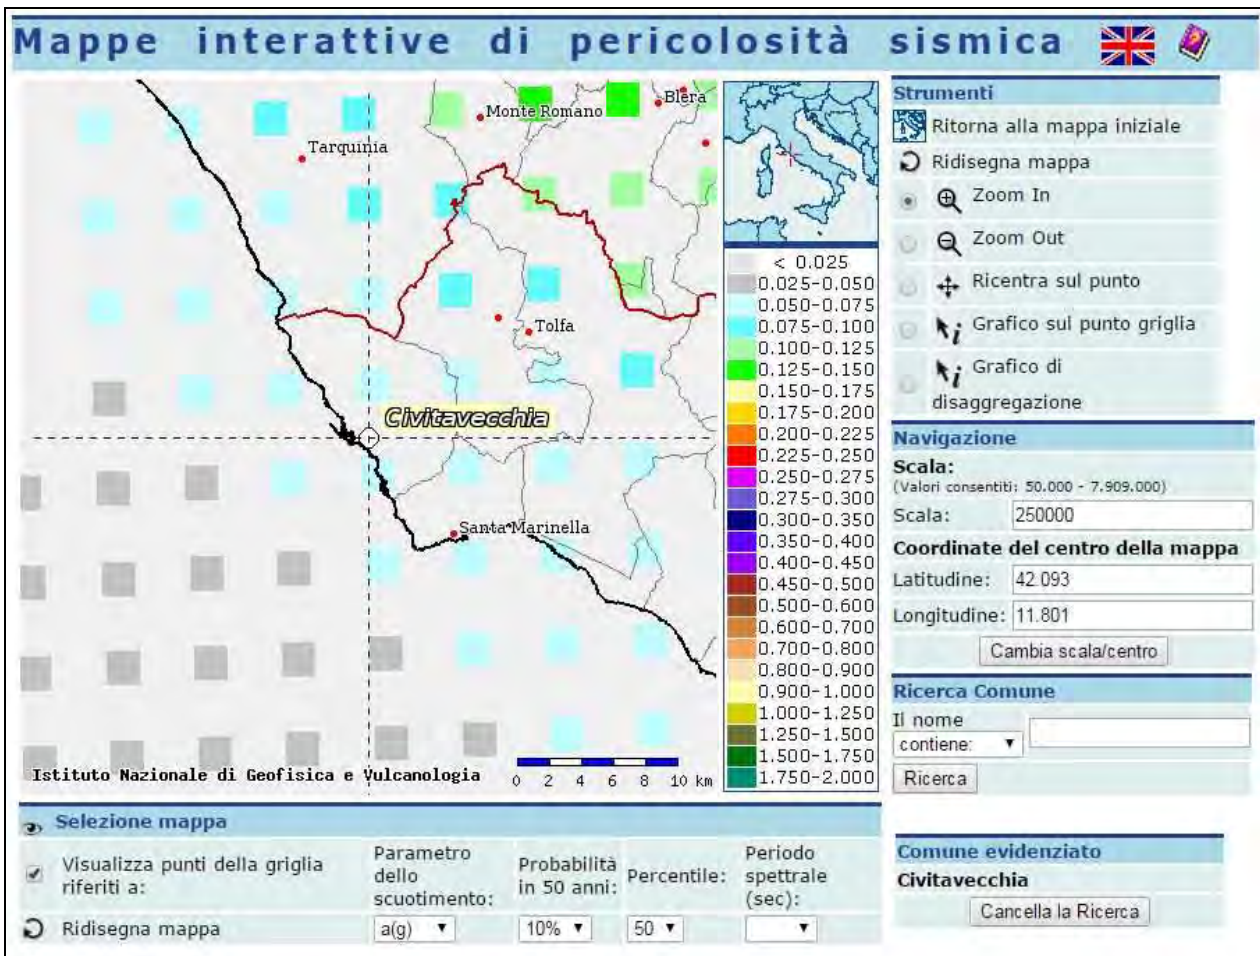 Mappe interattive di pericolosità sismica
Monte Romano
Blera
Tarquinia
Tolfa
Civitavecchia
Santa Marinella
Istituto Nazionale di Geofisica e Vulcanologia
0 2 4 6 8 10 km
< 0.025
0.025-0.050
0.050-0.075
0.075-0.100
0.100-0.125
0.125-0.150
0.150-0.175
0.175-0.200
0.200-0.225
0.225-0.250
0.250-0.275
0.275-0.300
0.300-0.350
0.350-0.400
0.400-0.450
0.450-0.500
0.500-0.600
0.600-0.700
0.700-0.800
0.800-0.900
0.900-1.000
1.000-1.250
1.250-1.500
1.500-1.750
1.750-2.000
Strumenti
Ritorna alla mappa iniziale
Ridisegna mappa
Zoom In
Zoom Out
Ricentra sul punto
Grafico sul punto griglia
Grafico di
disaggregazione
Navigazione
Scala:
(Valori consentiti: 50.000 - 7.909.000)
Scala: 250000
Coordinate del centro della mappa
Latitudine: 42.093
Longitudine: 11.801
Cambia scala/centro
Ricerca Comune
Il nome
contiene:
Ricerca
Selezione mappa
Visualizza punti della griglia
riferiti a:
Parametro
dello
scuotimento:
Probabilità
in 50 anni:
Percentile:
Periodo
spettrale
(sec):
Ridisegna mappa
a(g)
10%
50
Comune evidenziato
Civitavecchia
Cancella la Ricerca